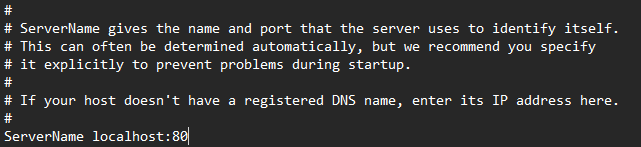 #
# ServerName gives the name and port that the server uses to identify itself.
# This can often be determined automatically, but we recommend you specify
# it explicitly to prevent problems during startup.
#
# If your host doesn't have a registered DNS name, enter its IP address here.
#
ServerName localhost:80